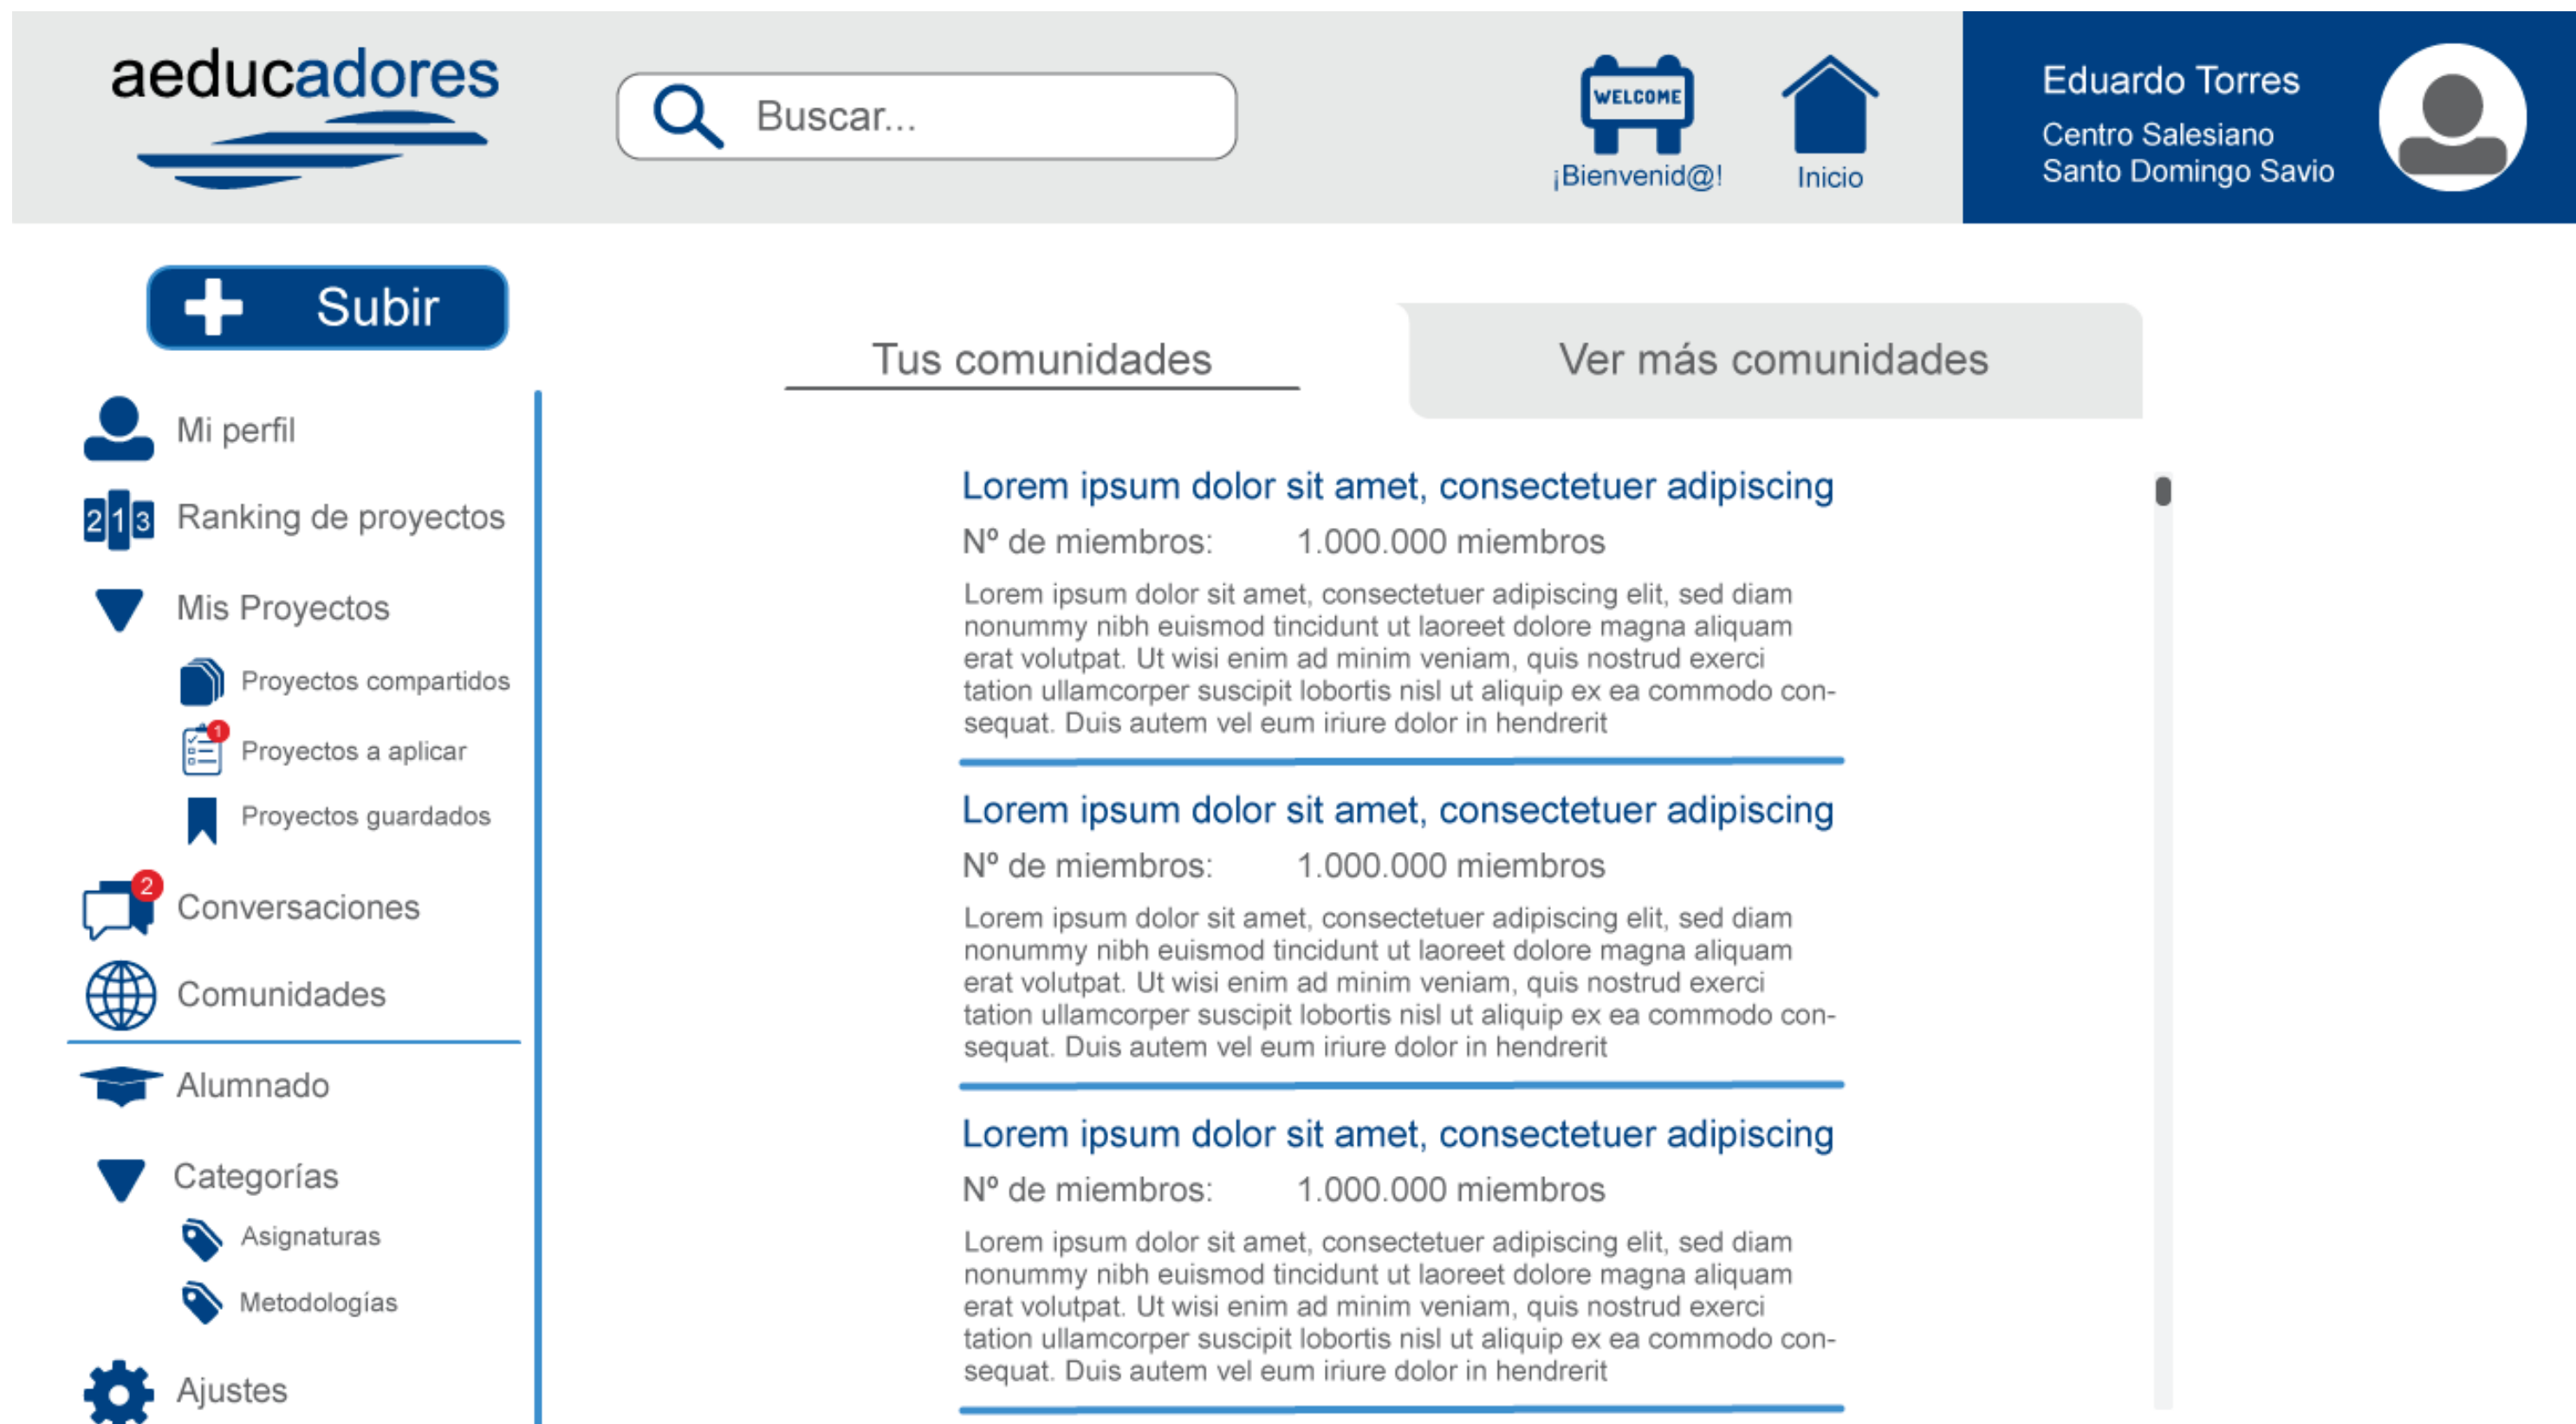 aeducadores
Buscar...
WELCOME
¡Bienvenid@!
Inicio
Eduardo Torres
Centro Salesiano
Santo Domingo Savio
Subir
Mi perfil
2 1 3
Ranking de proyectos
Mis Proyectos
Proyectos compartidos
1
Proyectos a aplicar
Proyectos guardados
2
Conversaciones
Comunidades
Alumnado
Categorías
Asignaturas
Metodologías
Ajustes
Tus comunidades
Ver más comunidades
Lorem ipsum dolor sit amet, consectetuer adipiscing
Nº de miembros: 1.000.000 miembros
Lorem ipsum dolor sit amet, consectetuer adipiscing elit, sed diam
nonummy nibh euismod tincidunt ut laoreet dolore magna aliquam
erat volutpat. Ut wisi enim ad minim veniam, quis nostrud exerci
tation ullamcorper suscipit lobortis nisl ut aliquip ex ea commodo con-
sequat. Duis autem vel eum iriure dolor in hendrerit
Lorem ipsum dolor sit amet, consectetuer adipiscing
Nº de miembros: 1.000.000 miembros
Lorem ipsum dolor sit amet, consectetuer adipiscing elit, sed diam
nonummy nibh euismod tincidunt ut laoreet dolore magna aliquam
erat volutpat. Ut wisi enim ad minim veniam, quis nostrud exerci
tation ullamcorper suscipit lobortis nisl ut aliquip ex ea commodo con-
sequat. Duis autem vel eum iriure dolor in hendrerit
Lorem ipsum dolor sit amet, consectetuer adipiscing
Nº de miembros: 1.000.000 miembros
Lorem ipsum dolor sit amet, consectetuer adipiscing elit, sed diam
nonummy nibh euismod tincidunt ut laoreet dolore magna aliquam
erat volutpat. Ut wisi enim ad minim veniam, quis nostrud exerci
tation ullamcorper suscipit lobortis nisl ut aliquip ex ea commodo con-
sequat. Duis autem vel eum iriure dolor in hendrerit